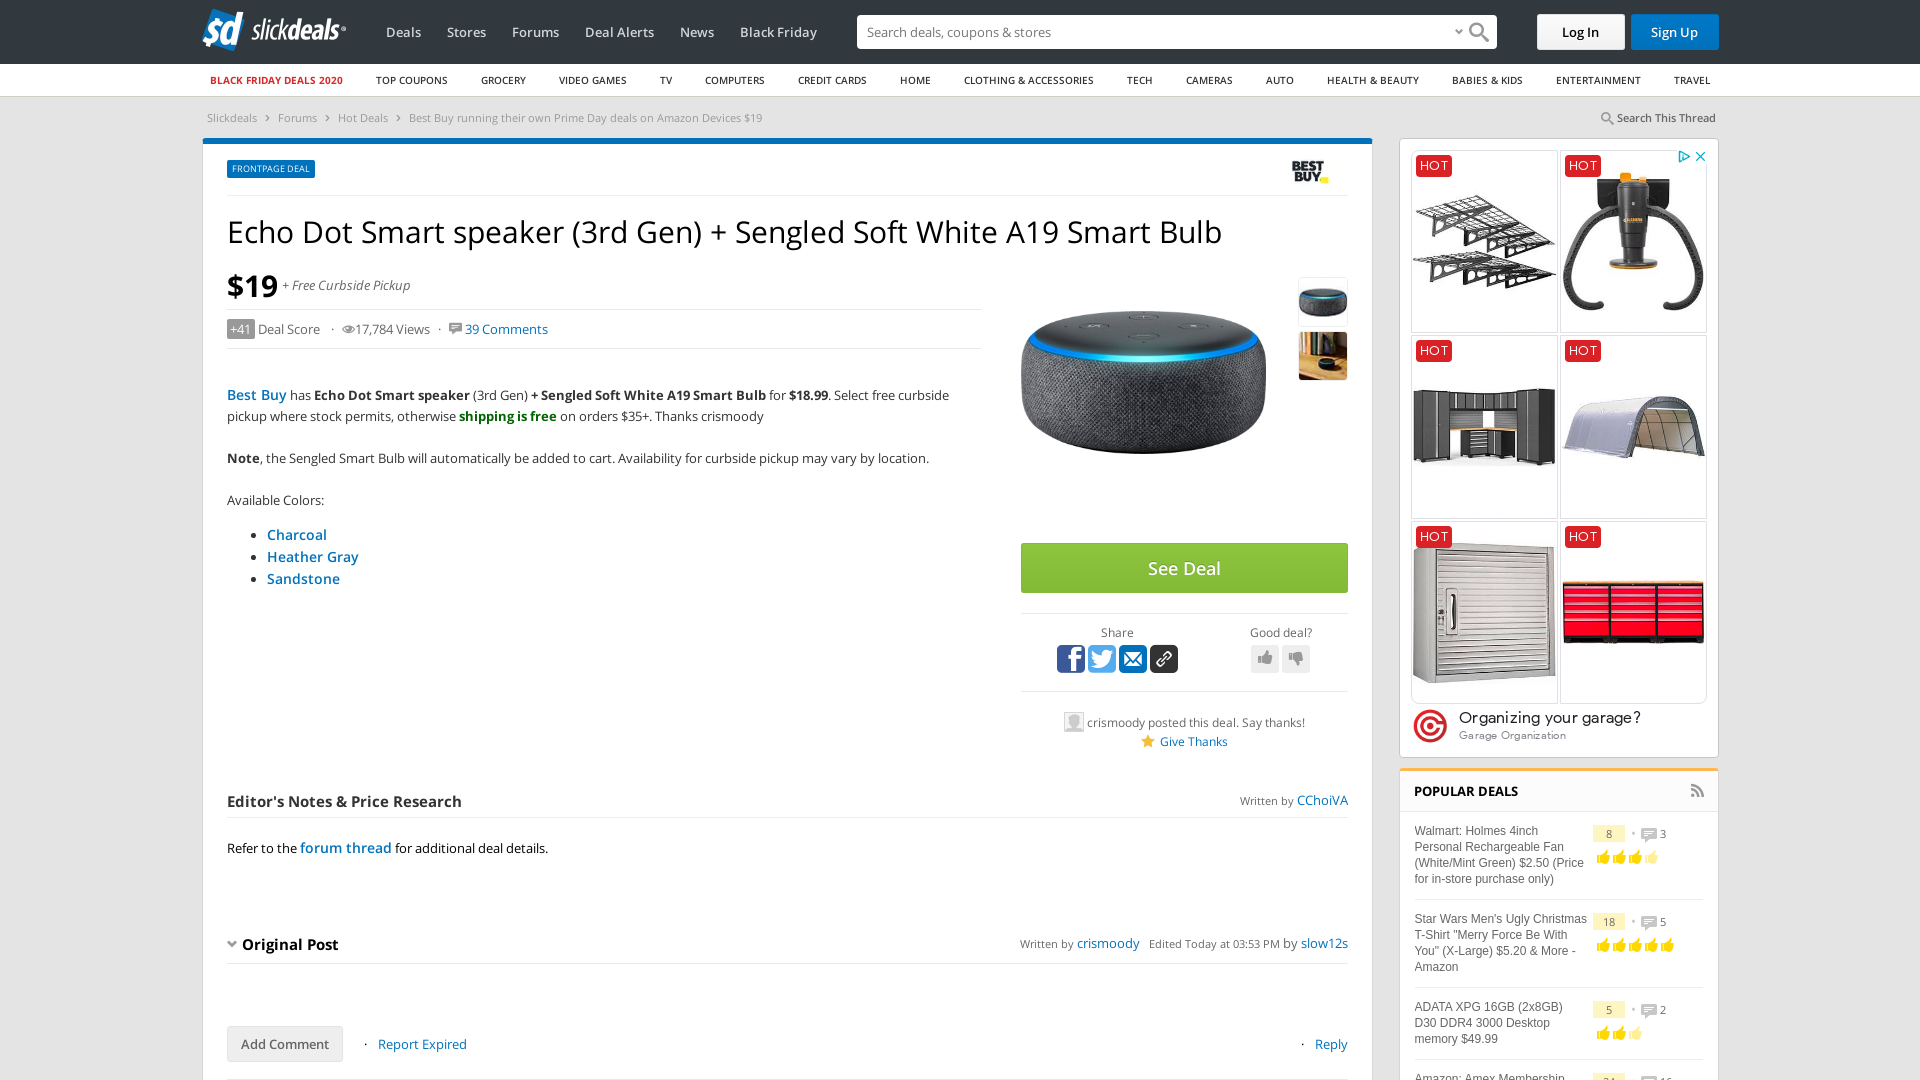 slickdeals
Deals
Stores
Forums
Deal Alerts
News
Black Friday
Search deals, coupons & stores
Log In
Sign Up
BLACK FRIDAY DEALS 2020
TOP COUPONS
GROCERY
VIDEO GAMES
TV
COMPUTERS
CREDIT CARDS
HOME
CLOTHING & ACCESSORIES
TECH
CAMERAS
AUTO
HEALTH & BEAUTY
BABIES & KIDS
ENTERTAINMENT
TRAVEL
Slickdeals > Forums > Hot Deals > Best Buy running their own Prime Day deals on Amazon Devices $19
Search This Thread
FRONTPAGE DEAL
BEST
BUY
Echo Dot Smart speaker (3rd Gen) + Sengled Soft White A19 Smart Bulb
$19 + Free Curbside Pickup
+41 Deal Score · 17,784 Views · 39 Comments
Best Buy has Echo Dot Smart speaker (3rd Gen) + Sengled Soft White A19 Smart Bulb for $18.99. Select free curbside
pickup where stock permits, otherwise shipping is free on orders $35+. Thanks crismoody
Note, the Sengled Smart Bulb will automatically be added to cart. Availability for curbside pickup may vary by location.
Available Colors:
• Charcoal
• Heather Gray
• Sandstone
See Deal
Share
Good deal?
crismoody posted this deal. Say thanks!
Give Thanks
Editor's Notes & Price Research
Written by CChoiVA
Refer to the forum thread for additional deal details.
Original Post
Written by crismoody Edited Today at 03:53 PM by slow12s
Add Comment
· Report Expired
· Reply
HOT
HOT
HOT
HOT
HOT
HOT
Organizing your garage?
Garage Organization
POPULAR DEALS
Walmart: Holmes 4inch
Personal Rechargeable Fan
(White/Mint Green) $2.50 (Price
for in-store purchase only)
8 • 3
Star Wars Men's Ugly Christmas
T-Shirt "Merry Force Be With
You" (X-Large) $5.20 & More -
Amazon
18 • 5
ADATA XPG 16GB (2x8GB)
D30 DDR4 3000 Desktop
memory $49.99
5 • 2
Amazon: Amex Membership